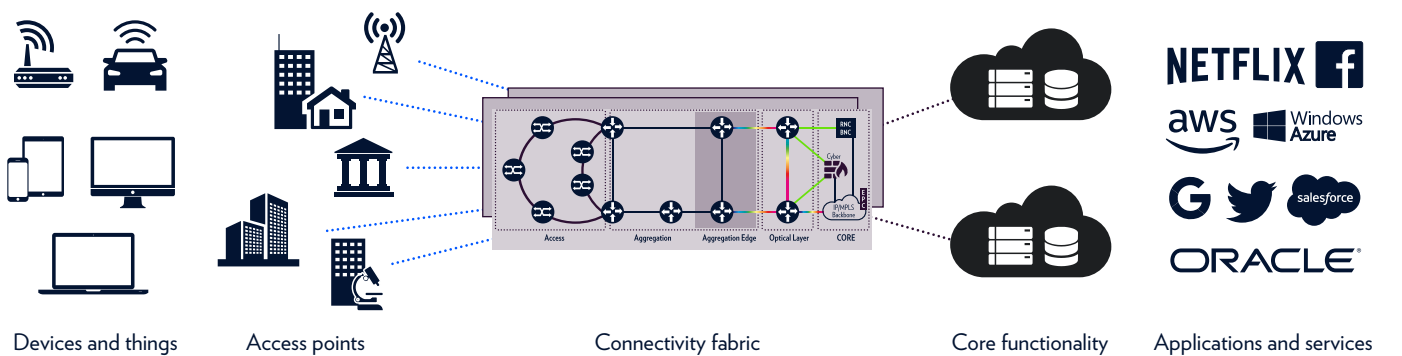 NETFLIX f
aws Windows
Azure
G salesforce
ORACLE®
RNC
BNC
Cyber
EPC
IP/MPLS
Backbone
Access Aggregation Aggregation Edge Optical Layer CORE
Devices and things Access points Connectivity fabric Core functionality Applications and services